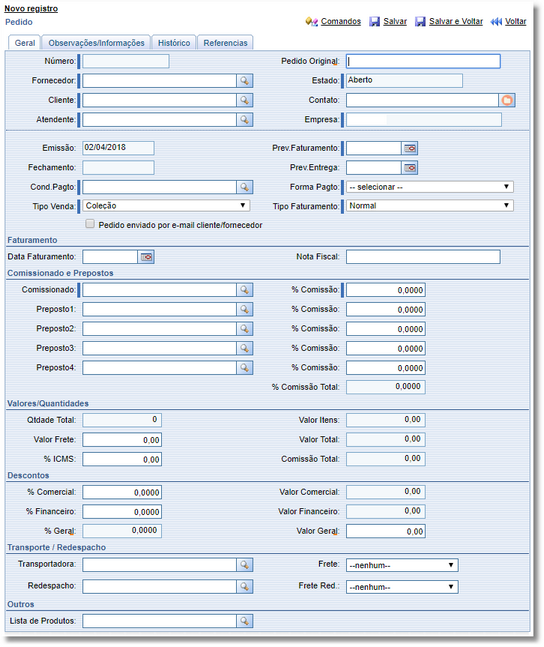 Novo registro
Pedido Comandos Salvar Salvar e Voltar Voltar
Geral Observações/Informações Histórico Referencias
Número: Pedido Original:
Fornecedor: Estado: Aberto
Cliente: Contato:
Atendente: Empresa:
Emissão: 02/04/2018 Prev.Faturamento:
Fechamento: Prev.Entrega:
Cond.Pagto: Forma Pagto: -- selecionar --
Tipo Venda: Coleção Tipo Faturamento: Normal
Pedido enviado por e-mail cliente/fornecedor
Faturamento
Data Faturamento: Nota Fiscal:
Comissionado e Prepostos
Comissionado: % Comissão: 0,0000
Preposto1: % Comissão: 0,0000
Preposto2: % Comissão: 0,0000
Preposto3: % Comissão: 0,0000
Preposto4: % Comissão: 0,0000
% Comissão Total: 0,0000
Valores/Quantidades
Qtdade Total: 0 Valor Itens: 0,00
Valor Frete: 0,00 Valor Total: 0,00
% ICMS: 0,00 Comissão Total: 0,00
Descontos
% Comercial: 0,0000 Valor Comercial: 0,00
% Financeiro: 0,0000 Valor Financeiro: 0,00
% Geral: 0,0000 Valor Geral: 0,00
Transporte / Redespacho
Transportadora: Frete: --nenhum--
Redespacho: Frete Red.: --nenhum--
Outros
Lista de Produtos: